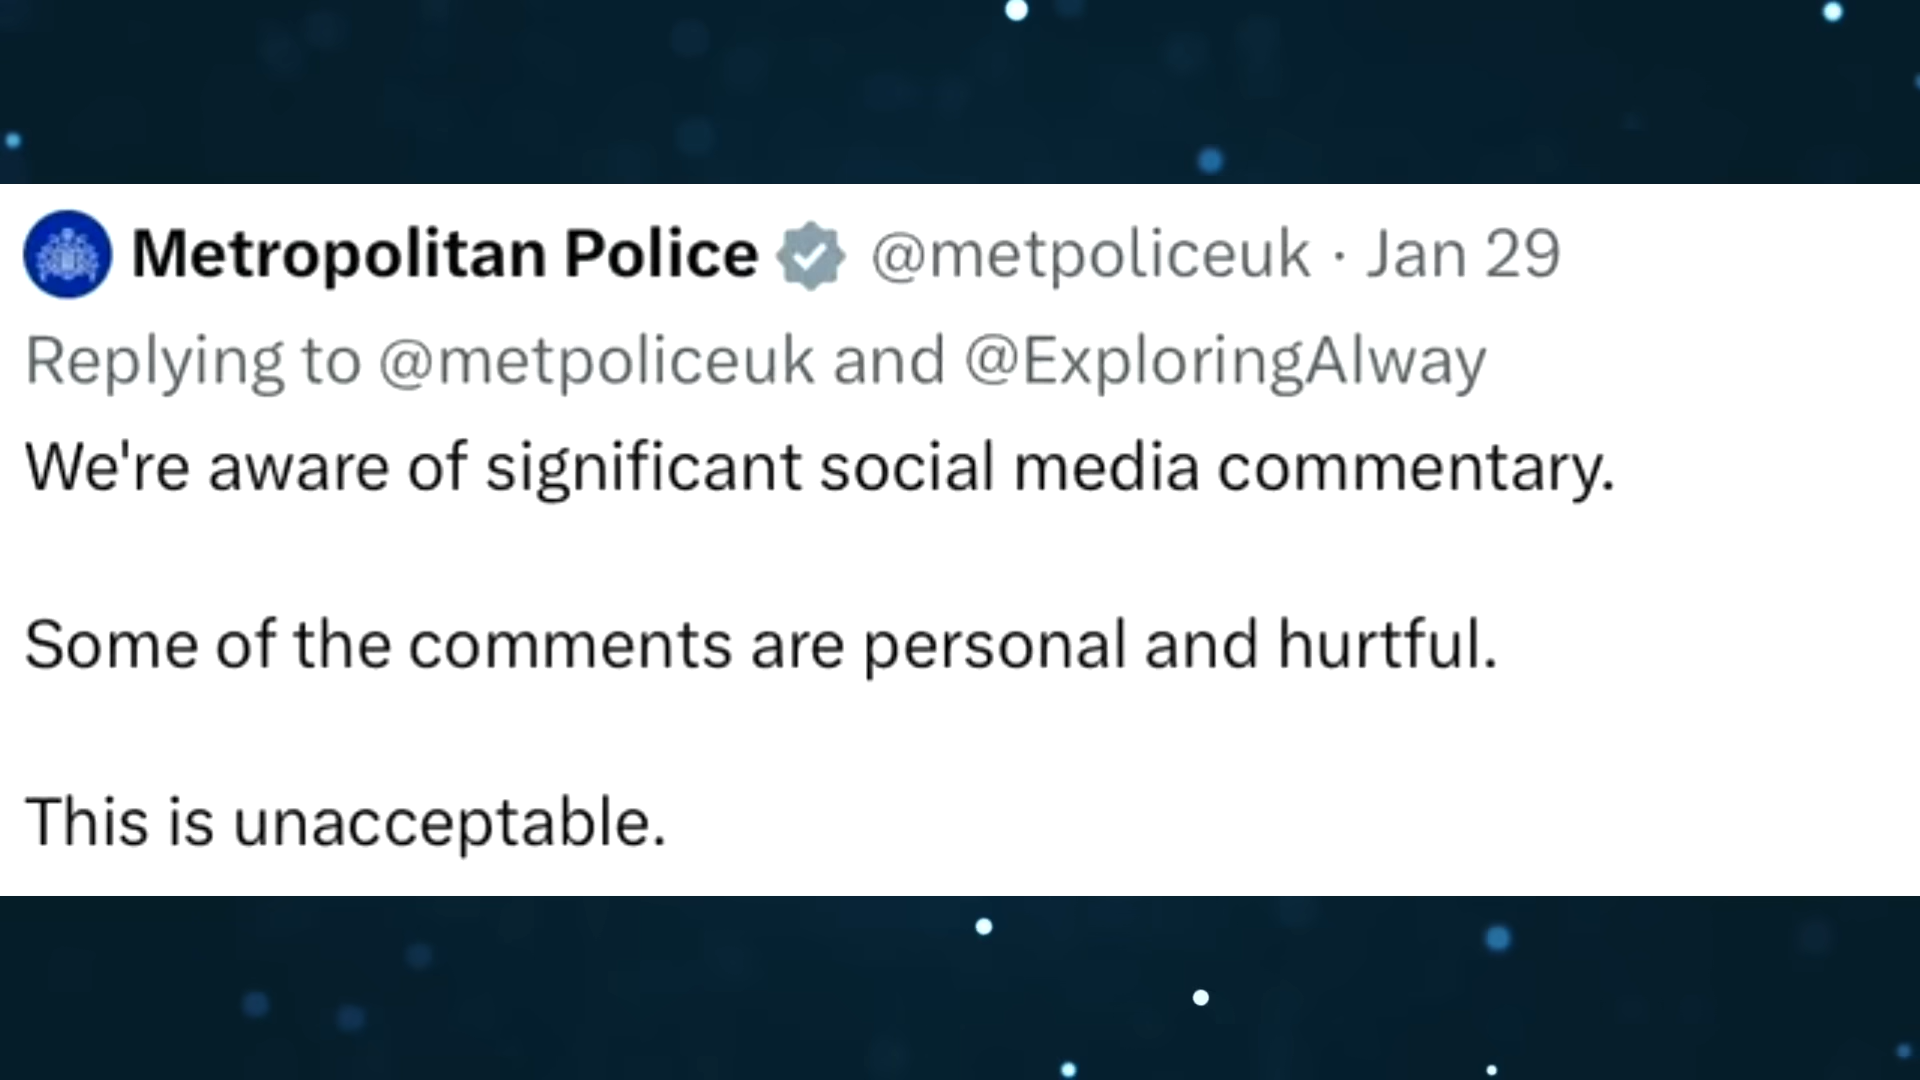 Metropolitan Police @metpoliceuk · Jan 29
Replying to @metpoliceuk and @ExploringAlway
We're aware of significant social media commentary.
Some of the comments are personal and hurtful.
This is unacceptable.